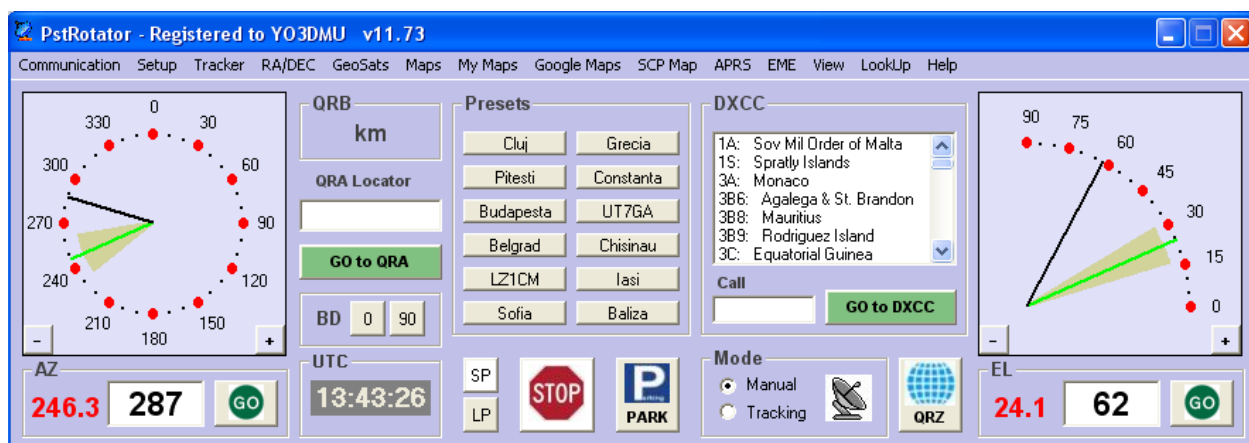 PstRotator - Registered to YO3DMU v11.73
Communication Setup Tracker RA/DEC GeoSats Maps My Maps Google Maps SCP Map APRS EME View LookUp Help
0
30
60
90
120
150
180
210
240
270
300
330
-
+
AZ
246.3
287
GO
QRB
km
QRA Locator
GO to QRA
BD 0 90
UTC
13:43:26
Presets
Cluj Grecia
Pitesti Constanta
Budapesta UT7GA
Belgrad Chisinau
LZ1CM Iasi
Sofia Baliza
SP
LP
STOP
P
parking
PARK
DXCC
1A: Sov Mil Order of Malta
1S: Spratly Islands
3A: Monaco
3B6: Agalega & St. Brandon
3B8: Mauritius
3B9: Rodriguez Island
3C: Equatorial Guinea
Call
GO to DXCC
Mode
Manual
Tracking
QRZ
90
75
60
45
30
15
0
-
+
EL
24.1
62
GO